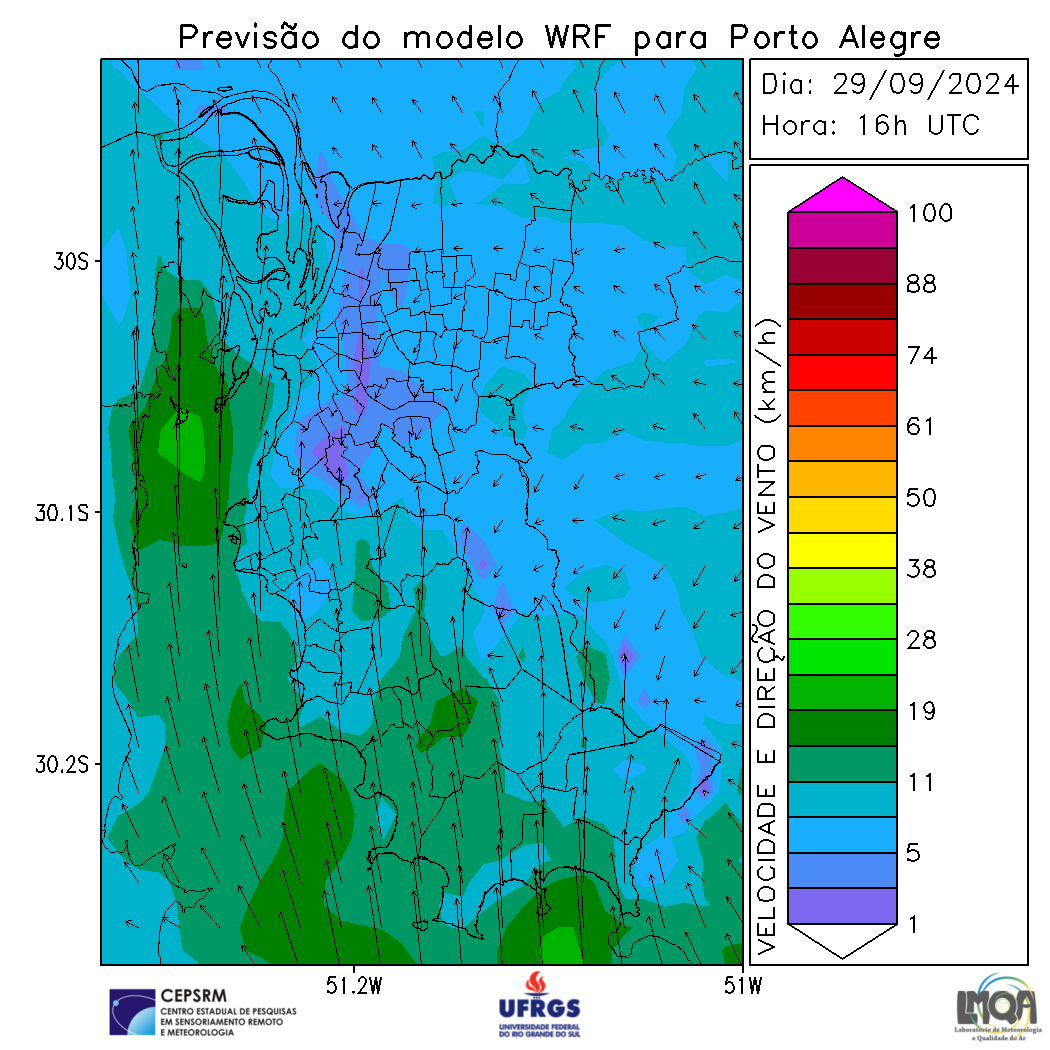 Previsão do modelo WRF para Porto Alegre
Dia: 29/09/2024
Hora: 16h UTC
30S
30.1S
30.2S
51.2W
51W
VELOCIDADE E DIREÇÃO DO VENTO (km/h)
100
88
74
61
50
38
28
19
11
5
1
CEPSRM
CENTRO ESTADUAL DE PESQUISAS
EM SENSORIAMENTO REMOTO
E METEOROLOGIA
UFRGS
UNIVERSIDADE FEDERAL
DO RIO GRANDE DO SUL
LMQA
Laboratório de Meteorologia
e Qualidade do Ar